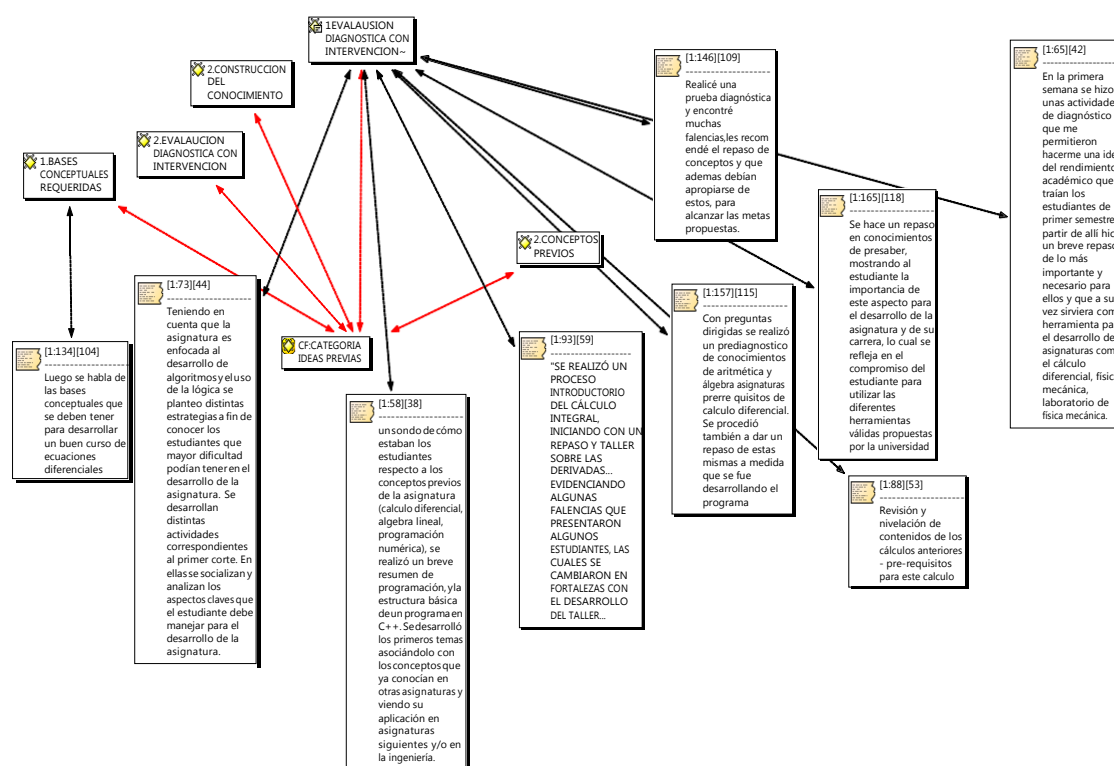 1EVALAUSION
DIAGNOSTICA CON
INTERVENCION~
2.CONSTRUCCION
DEL
CONOCIMIENTO
2.EVALAUCION
DIAGNOSTICA CON
INTERVENCION
1.BASES
CONCEPTUALES
REQUERIDAS
2.CONCEPTOS
PREVIOS
CF:CATEGORIA
IDEAS PREVIAS
[1:134][104]
Luego se habla de
las bases
conceptuales que
se deben tener
para desarrollar
un buen curso de
ecuaciones
diferenciales
[1:73][44]
Teniendo en
cuenta que la
asignatura es
enfocada al
desarrollo de
algoritmos y el uso
de la lógica se
planteo distintas
estrategias a fin de
conocer los
estudiantes que
mayor dificultad
podían tener en el
desarrollo de la
asignatura. Se
desarrollan
distintas
actividades
correspondientes
al primer corte. En
ellas se socializan y
analizan los
aspectos claves que
el estudiante debe
manejar para el
desarrollo de la
asignatura.
[1:58][38]
un sondo de cómo
estaban los
estudiantes
respecto a los
conceptos previos
de la asignatura
(calculo diferencial,
algebra lineal,
programación
numérica), se
realizó un breve
resumen de
programación, y la
estructura básica
de un programa en
C++. Se desarrolló
los primeros temas
asociándolo con
los conceptos que
ya conocían en
otras asignaturas y
viendo su
aplicación en
asignaturas
siguientes y/o en
la ingeniería.
[1:93][59]
"SE REALIZÓ UN
PROCESO
INTRODUCTORIO
DEL CÁLCULO
INTEGRAL,
INICIANDO CON UN
REPASO Y TALLER
SOBRE LAS
DERIVADAS...
EVIDENCIANDO
ALGUNAS
FALENCIAS QUE
PRESENTARON
ALGUNOS
ESTUDIANTES, LAS
CUALES SE
CAMBIARON EN
FORTALEZAS CON
EL DESARROLLO
DEL TALLER...
[1:146][109]
Realicé una
prueba diagnóstica
y encontré
muchas
falencias,les recom
endé el repaso de
conceptos y que
ademas debían
apropiarse de
estos, para
alcanzar las metas
propuestas.
[1:157][115]
Con preguntas
dirigidas se realizó
un prediagnostico
de conocimientos
de aritmética y
álgebra asignaturas
prerre quisitos de
calculo diferencial.
Se procedió
también a dar un
repaso de estas
mismas a medida
que se fue
desarrollando el
programa
[1:165][118]
Se hace un repaso
en conocimientos
de presaber,
mostrando al
estudiante la
importancia de
este aspecto para
el desarrollo de la
asignatura y de su
carrera, lo cual se
refleja en el
compromiso del
estudiante para
utilizar las
diferentes
herramientas
válidas propuestas
por la universidad
[1:88][53]
Revisión y
nivelación de
contenidos de los
cálculos anteriores
- pre-requisitos
para este calculo
[1:65][42]
En la primera
semana se hizo
unas actividade
de diagnóstico
que me
permitieron
hacerme una ide
del rendimiento
académico que
traían los
estudiantes de
primer semestre
partir de allí hic
un breve repaso
de lo más
importante y
necesario para
ellos y que a su
vez sirviera com
herramienta pa
el desarrollo de
asignaturas com
el cálculo
diferencial, físic
mecánica,
laboratorio de
física mecánica.